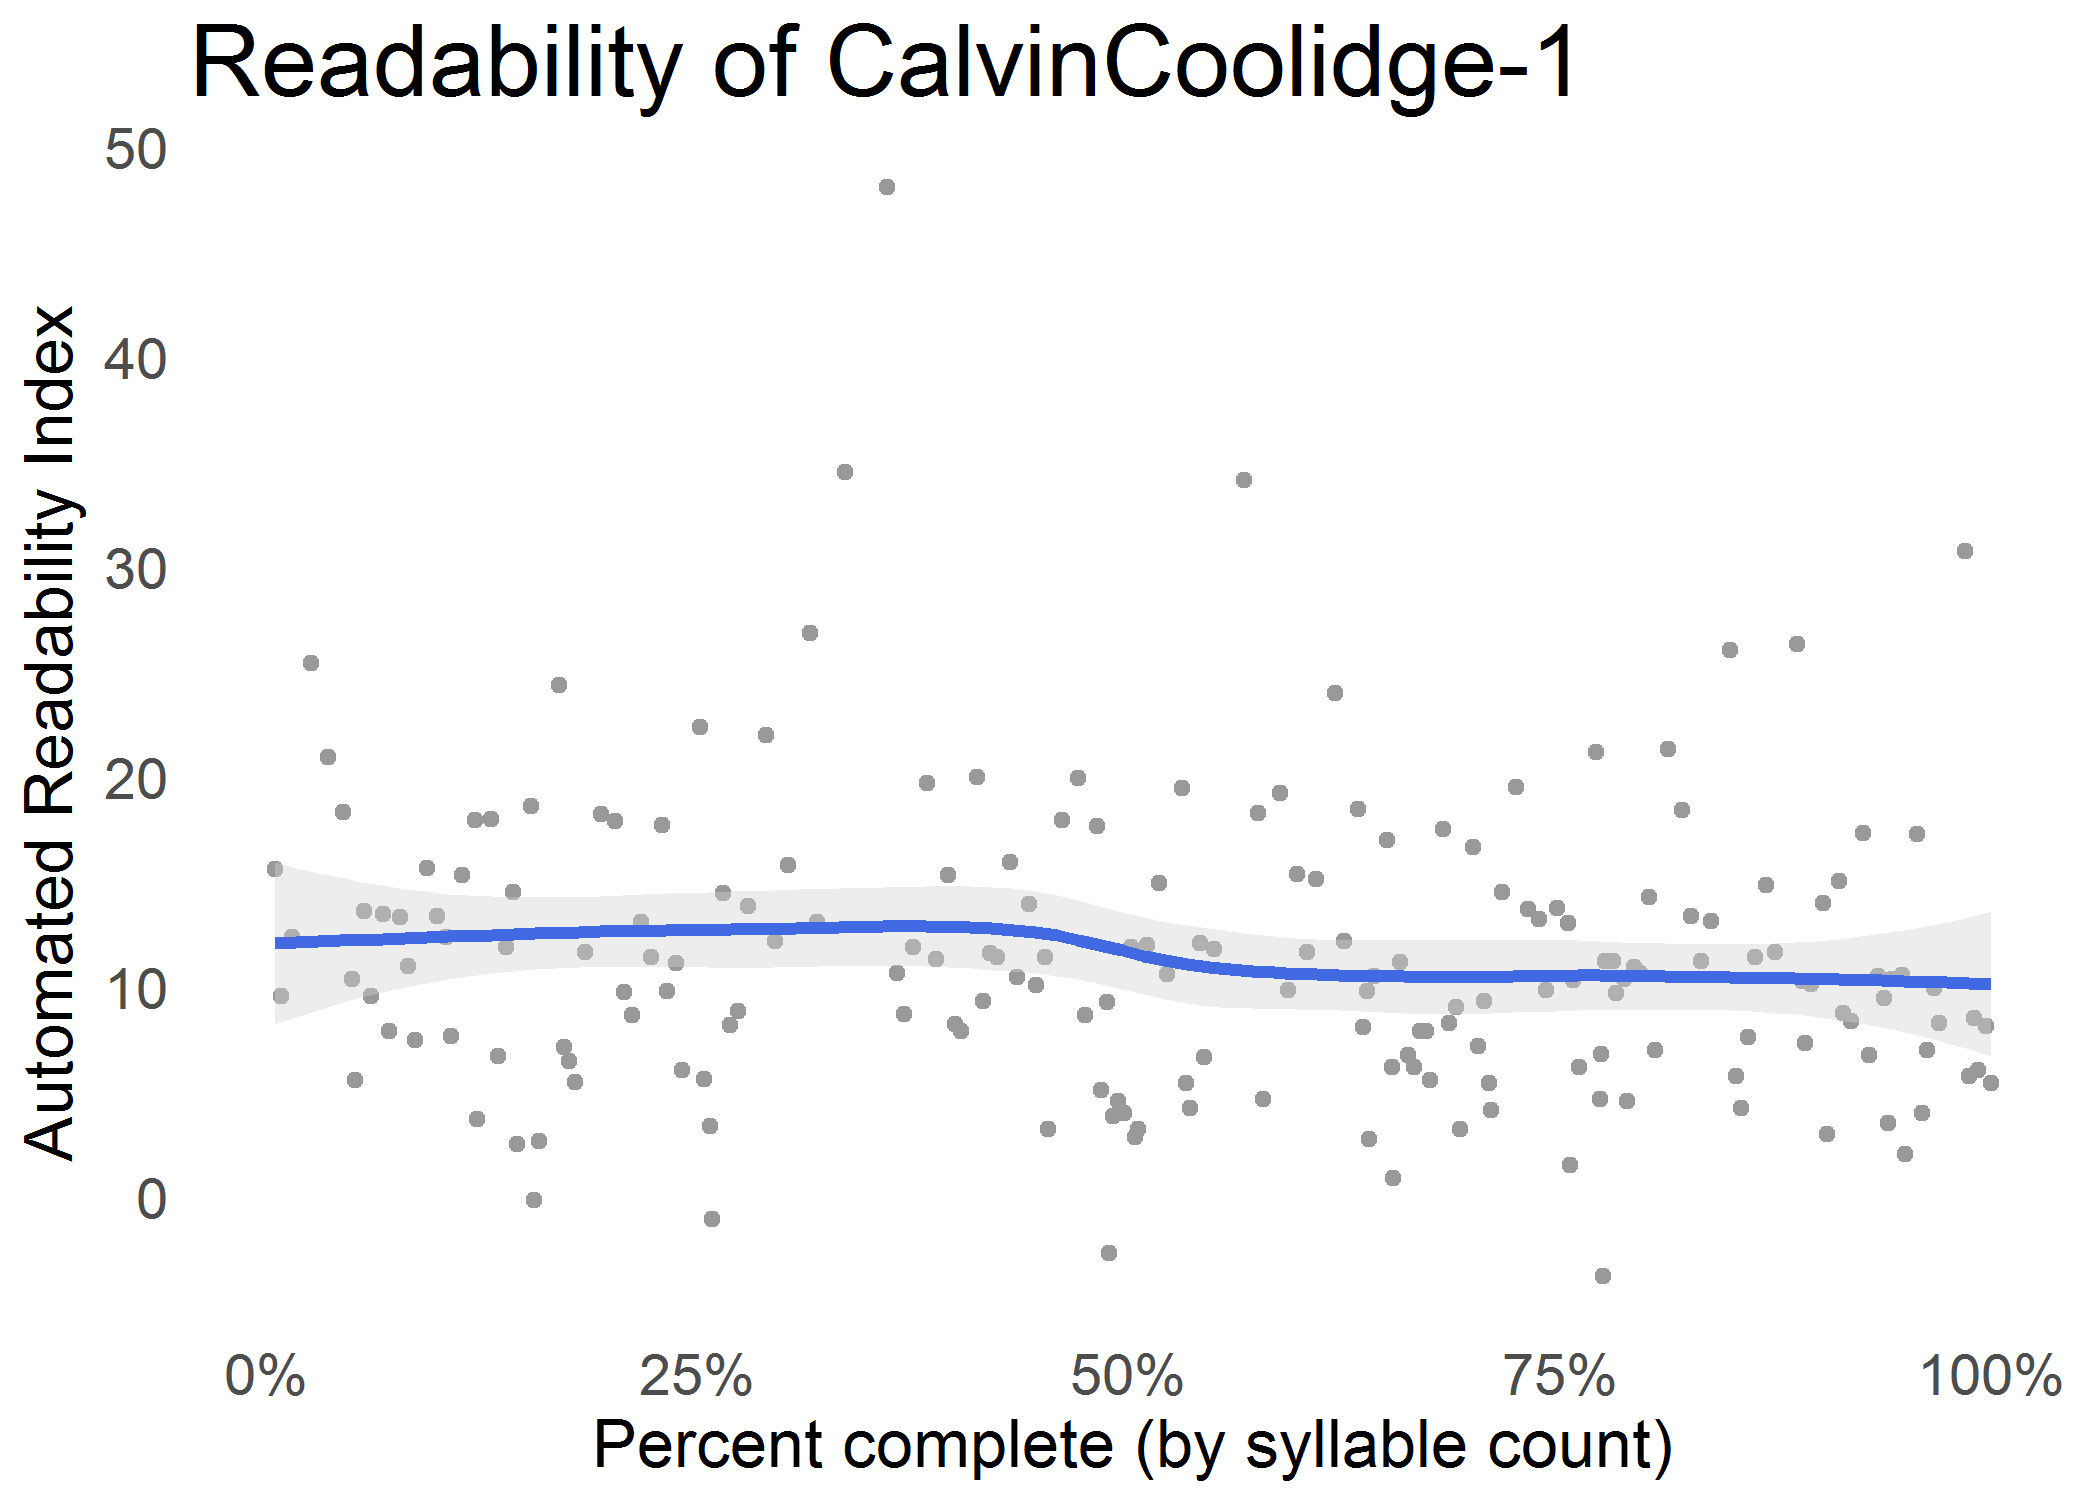 Readability of CalvinCoolidge-1
50
40
30
20
10
0
Automated Readability Index
0% 25% 50% 75% 100%
Percent complete (by syllable count)